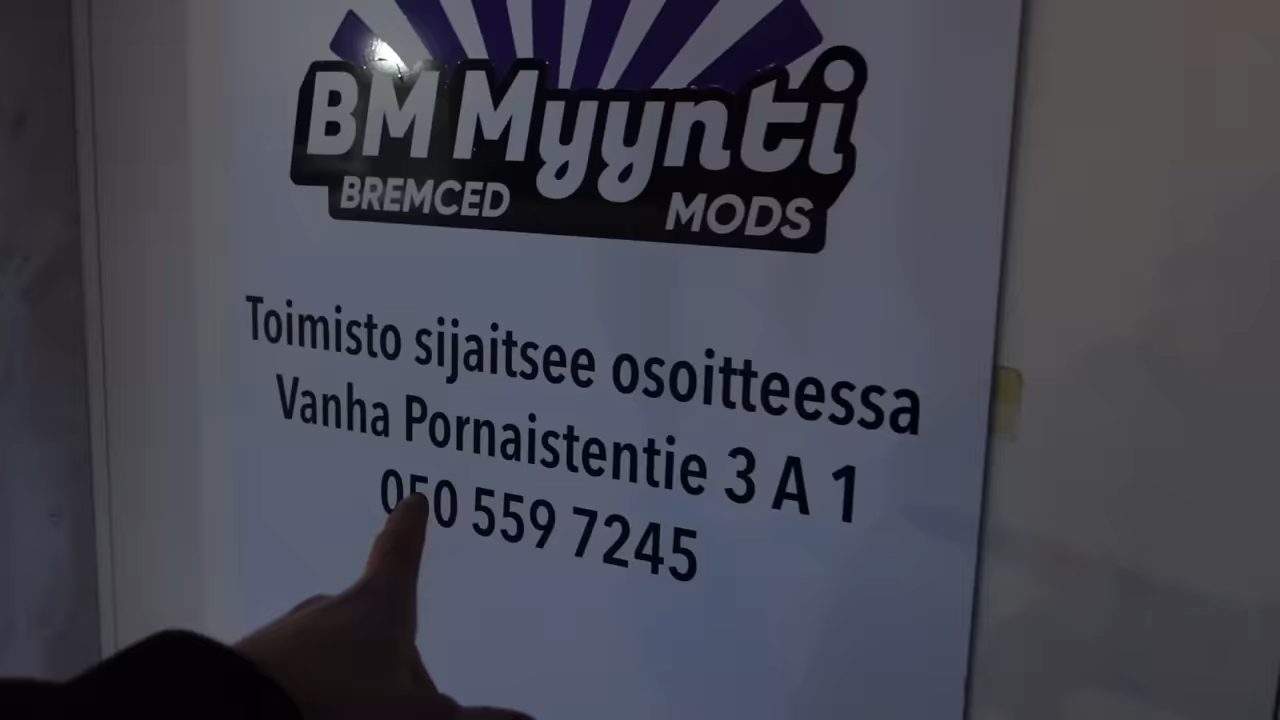 BM Myynti
BREMCED MODS
Toimisto sijaitsee osoitteessa
Vanha Pornaistentie 3 A 1
050 559 7245